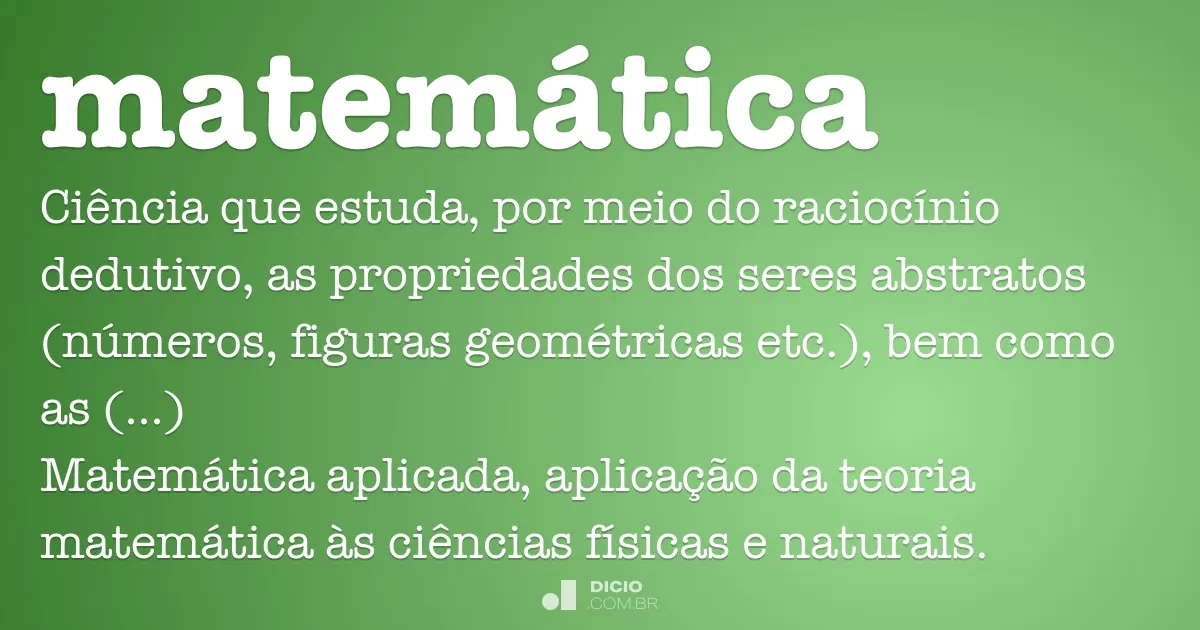 matemática
Ciência que estuda, por meio do raciocínio
dedutivo, as propriedades dos seres abstratos
(números, figuras geométricas etc.), bem como
as (...)
Matemática aplicada, aplicação da teoria
matemática às ciências físicas e naturais.
DICIO
.COM.BR